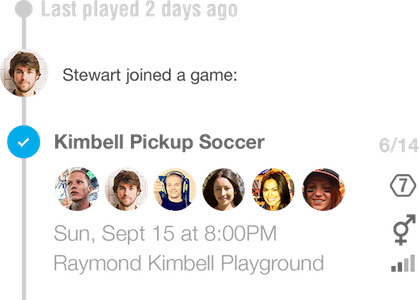 Last played 2 days ago
Stewart joined a game:
Kimbell Pickup Soccer
6/14
7
Sun, Sept 15 at 8:00PM
Raymond Kimbell Playground